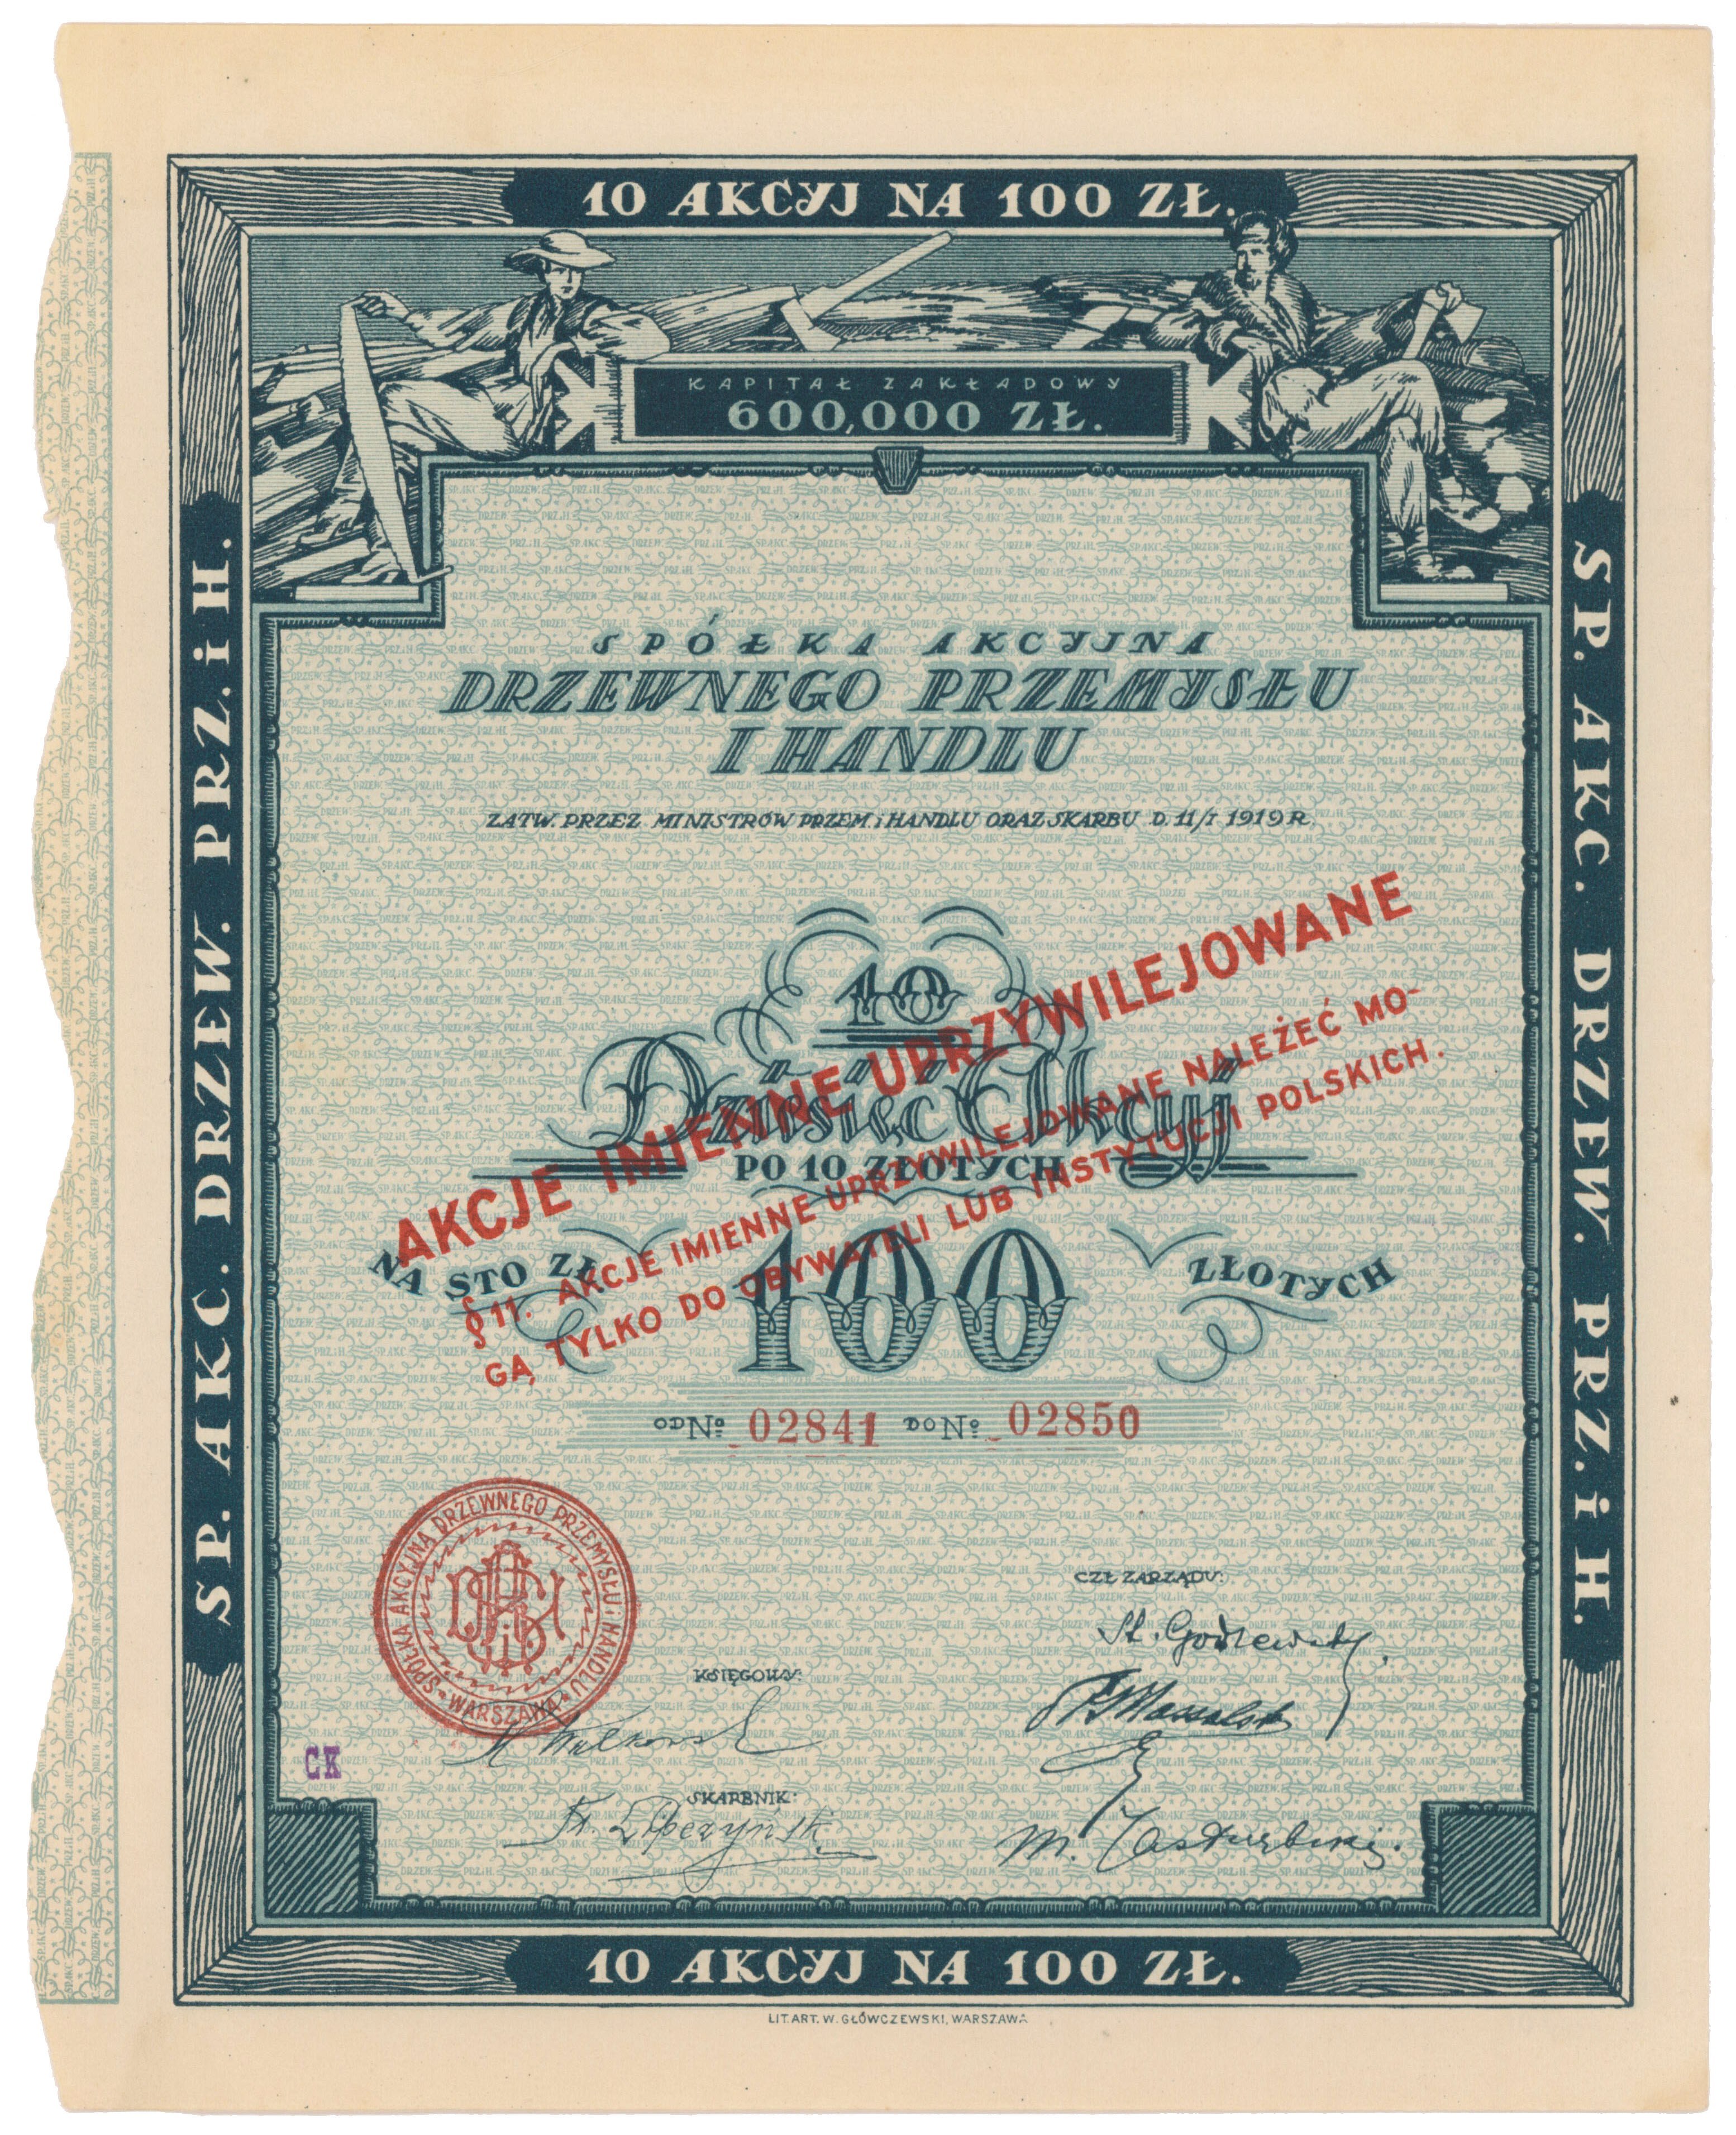 10 AKCYJ NA 100 ZŁ.
KAPITAŁ ZAKŁADOWY
600,000 ZŁ.
SP. AKC. DRZEW. PRZ. i H.
SP. AKC. DRZEW. PRZ. i H.
SPÓŁKA AKCYJNA
DRZEWNEGO PRZEMYSŁU
I HANDLU
ZATW. PRZEZ MINISTRÓW PRZEM. i HANDLU ORAZ SKARBU D. 11/I 1919 R.
10
Dziesięć Akcyj
PO 10 ZŁOTYCH
NA STO ZŁ 100 ZŁOTYCH
AKCJE IMIENNE UPRZYWILEJOWANE
§ 11. AKCJE IMIENNE UPRZYWILEJOWANE NALEŻEĆ MO-
GĄ TYLKO DO OBYWATELI LUB INSTYTUCJI POLSKICH.
OD No: 02841 DO No: 02850
SPÓŁKA AKCYJNA DRZEWNEGO PRZEMYSŁU i HANDLU
WARSZAWA
CZŁ. ZARZĄDU:
St. Godlewski
KSIĘGOWY:
CK
SKARBNIK:
M. Jastrzębski
10 AKCYJ NA 100 ZŁ.
LIT. ART. W. GŁÓWCZEWSKI, WARSZAWA